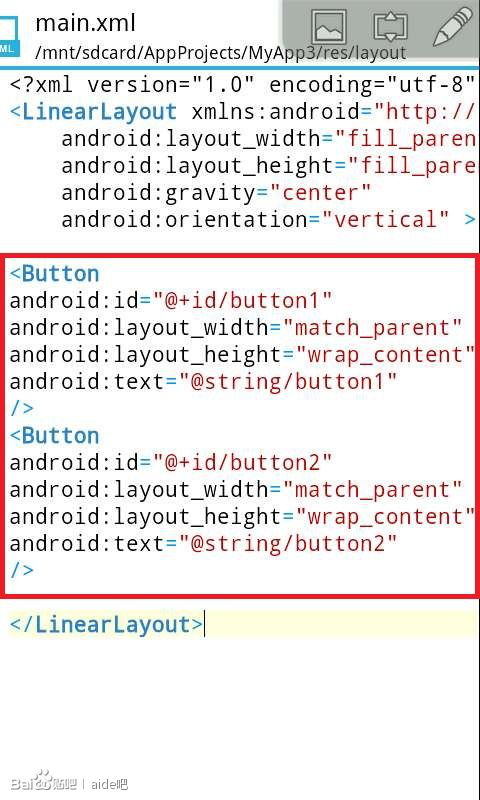 main.xml
ML
/mnt/sdcard/AppProjects/MyApp3/res/layout
<?xml version="1.0" encoding="utf-8"
<LinearLayout xmlns:android="http://
android:layout_width="fill_paren
android:layout_height="fill_pare
android:gravity="center"
android:orientation="vertical" >
<Button
android:id="@+id/button1"
android:layout_width="match_parent"
android:layout_height="wrap_content"
android:text="@string/button1"
/>
<Button
android:id="@+id/button2"
android:layout_width="match_parent"
android:layout_height="wrap_content"
android:text="@string/button2"
/>
</LinearLayout>
Bai贴吧 | aide吧